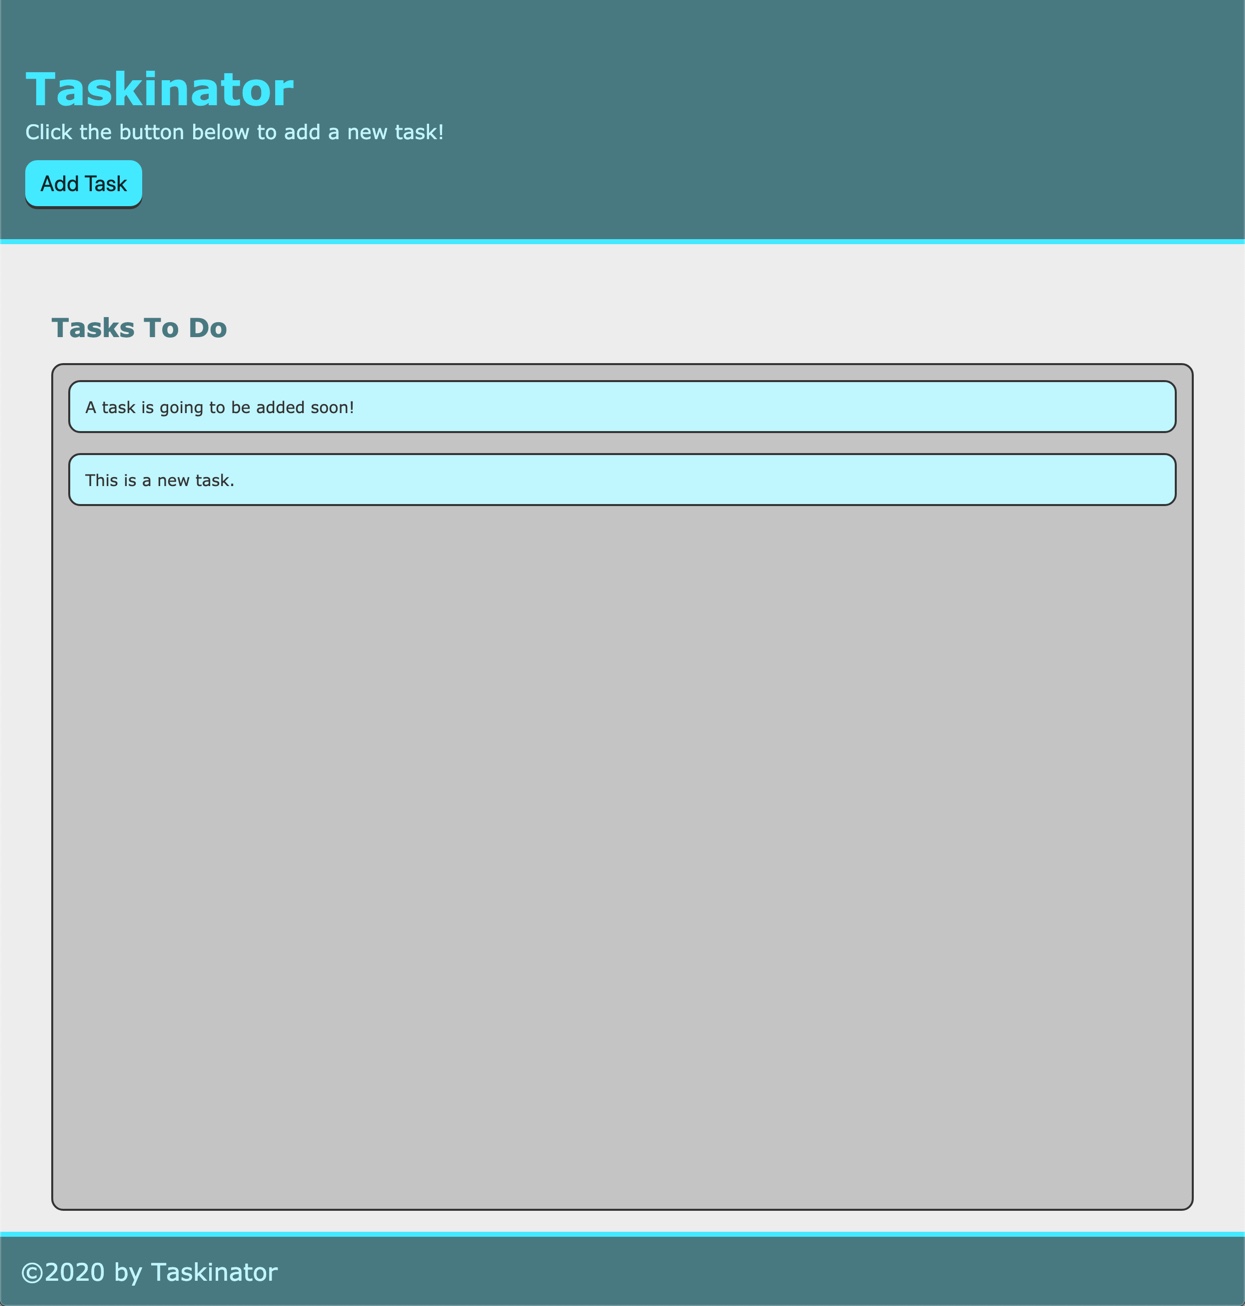 Taskinator
Click the button below to add a new task!
Add Task
Tasks To Do
A task is going to be added soon!
This is a new task.
©2020 by Taskinator